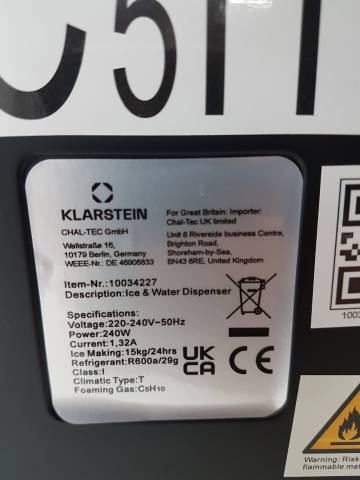 KLARSTEIN
CHAL-TEC GmbH
Wallstraße 16,
10179 Berlin, Germany
WEEE-Nr.: DE 46906833
For Great Britain: Importer:
Chal-Tec UK limited
Unit 6 Riverside business Centre,
Brighton Road,
Shoreham-by-Sea,
BN43 6RE, United Kingdom
Item-Nr.:10034227
Description:Ice & Water Dispenser
Specifications:
Voltage:220-240V~50Hz
Power:240W
Current:1,32A
Ice Making:15kg/24hrs
Refrigerant:R600a/29g
Class:I
Climatic Type:T
Foaming Gas:C5H10
UK
CA
CE
1003
Warning: Risk
flammable mat